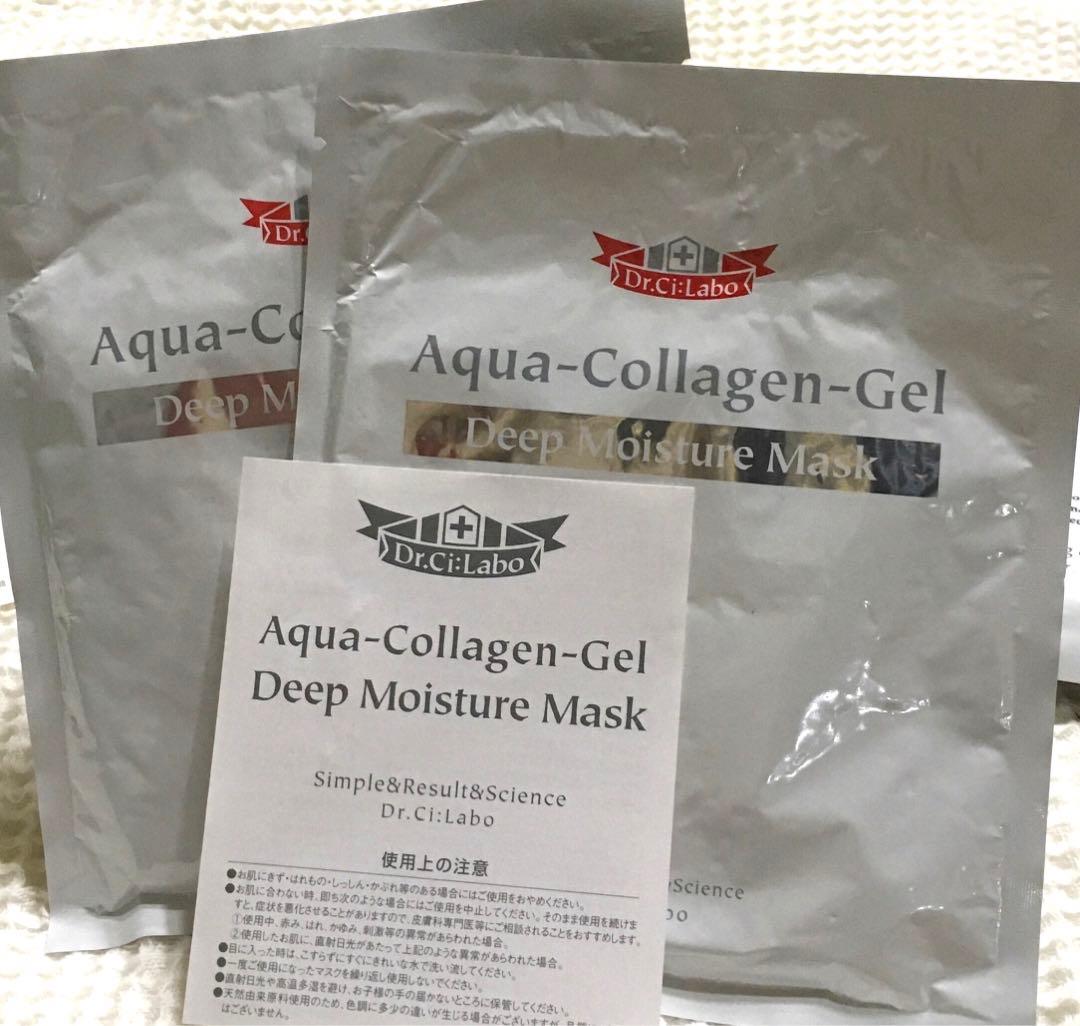 Dr.
Aqua-Co
Deep M
Dr.Ci:Labo
Aqua-Collagen-Gel
Deep Moisture Mask
Science
bo
Dr.Ci:Labo
Aqua-Collagen-Gel
Deep Moisture Mask
Simple&Result&Science
Dr.Ci:Labo
使用上の注意
●お肌にきず・はれもの・しっしん・かぶれ等のある場合にはご使用をおやめください。
●お肌に合わない時、即ち次のような場合にはご使用を中止してください。そのまま使用を続けま
すと、症状を悪化させることがありますので、皮膚科専門医等にご相談されることをおすすめします。
①使用中、赤み、はれ、かゆみ、刺激等の異常があらわれた場合。
②使用したお肌に、直射日光があたって上記のような異常があらわれた場合。
●目に入った時は、こすらずにすぐにきれいな水で洗い流してください。
●一度ご使用になったマスクを繰り返し使用しないでください。
●直射日光や高温多湿を避け、お子様の手の届かないところに保管してください。
●天然由来原料使用のため、色調に多少の違いが生じる場合がございますが、品質
はございません。